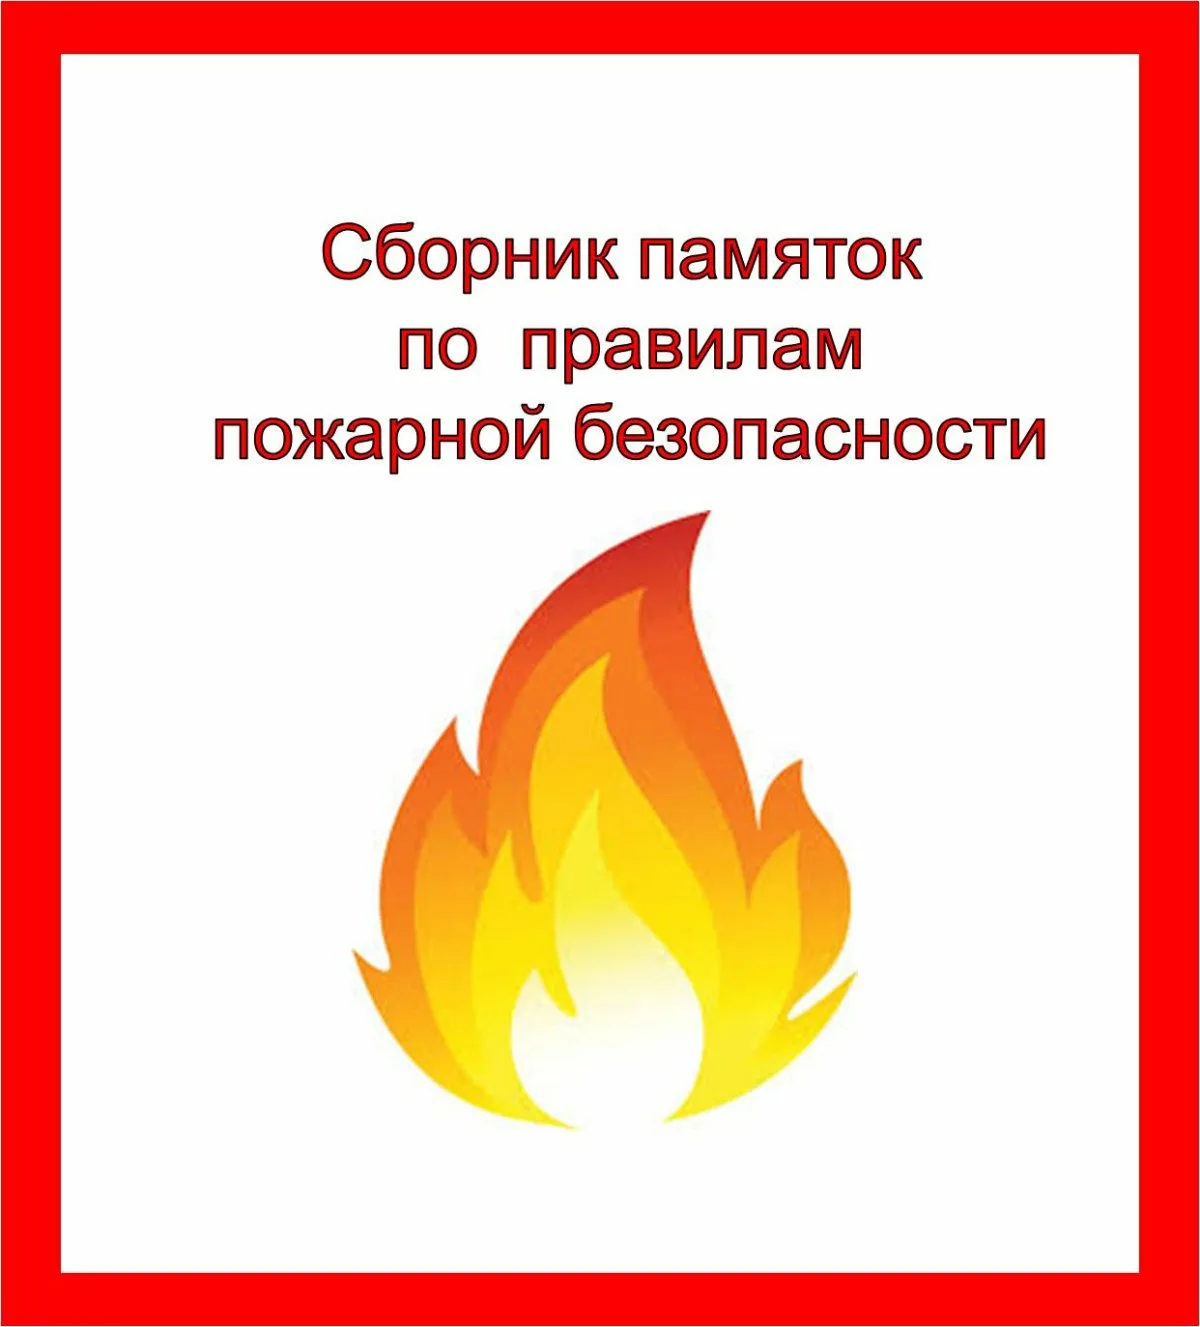 Сборник памяток
по правилам
пожарной безопасности